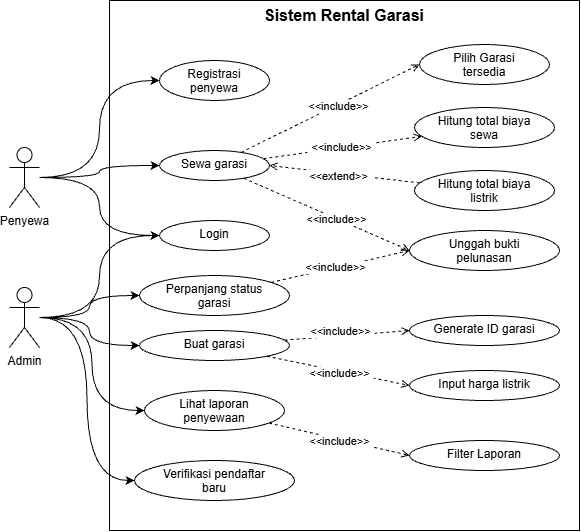 Sistem Rental Garasi
Registrasi
penyewa
Pilih Garasi
tersedia
<<include>>
Hitung total biaya
sewa
<<include>>
Sewa garasi
<<extend>>
Hitung total biaya
listrik
Penyewa
<<include>>
Login
Unggah bukti
pelunasan
<<include>>
Perpanjang status
garasi
Admin
Buat garasi
<<include>>
Generate ID garasi
<<include>>
Input harga listrik
Lihat laporan
penyewaan
<<include>>
Filter Laporan
Verifikasi pendaftar
baru